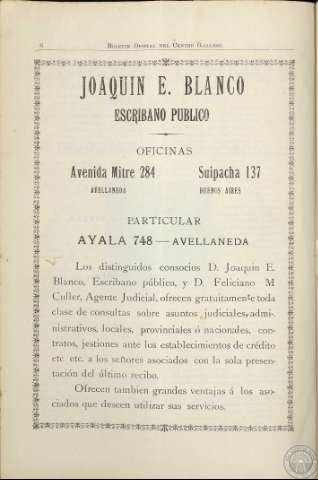 6 BOLETIN OFICIAL DEL CENTRO GALLEGO
JOAQUIN E. BLANCO
ESCRIBANO PUBLICO
OFICINAS
Avenida Mitre 284 Suipacha 137
AVELLANEDA BUENOS AIRES
PARTICULAR
AYALA 748 — AVELLANEDA
Los distinguidos consocios D. Joaquin E.
Blanco, Escribano público, y D. Feliciano M
Culler, Agente Judicial, ofrecen gratuitamente toda
clase de consultas sobre asuntos judiciales, admi-
nistrativos, locales, provinciales ó nacionales, con-
tratos, jestiones ante los establecimientos de crédito
etc. etc. a los señores asociados con la sola presen-
tación del último recibo.
Ofrecen tambien grandes ventajas á los aso-
ciados que deseen utilizar sus servicios.